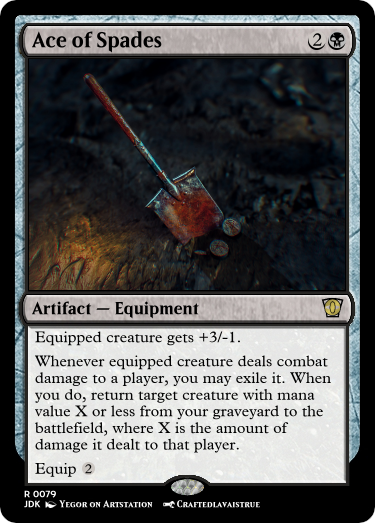 Ace of Spades 2
Artifact — Equipment
Equipped creature gets +3/-1.
Whenever equipped creature deals combat
damage to a player, you may exile it. When
you do, return target creature with mana
value X or less from your graveyard to the
battlefield, where X is the amount of
damage it dealt to that player.
Equip 2
R 0079
JDK Yegor on Artstation Craftedlavaistrue